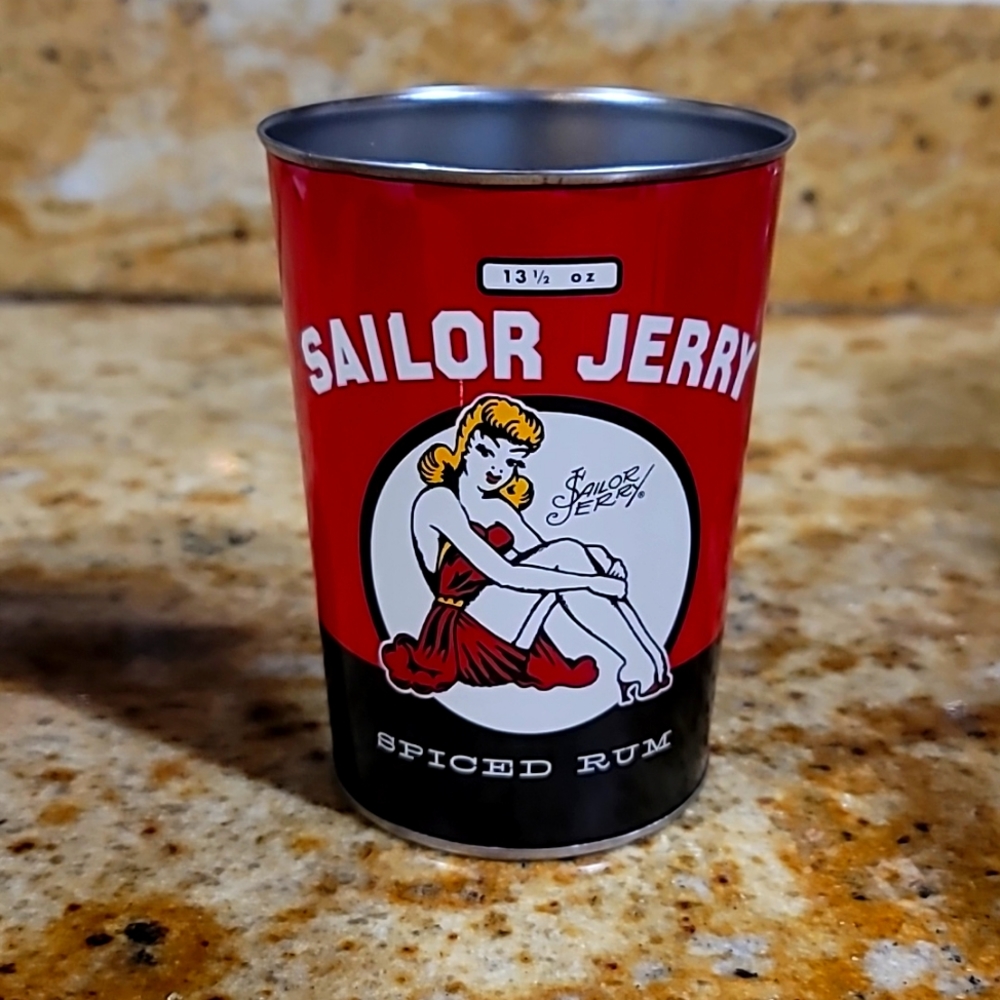 13 ½ oz
SAILOR JERRY
SAILOR
JERRY®
SPICED RUM